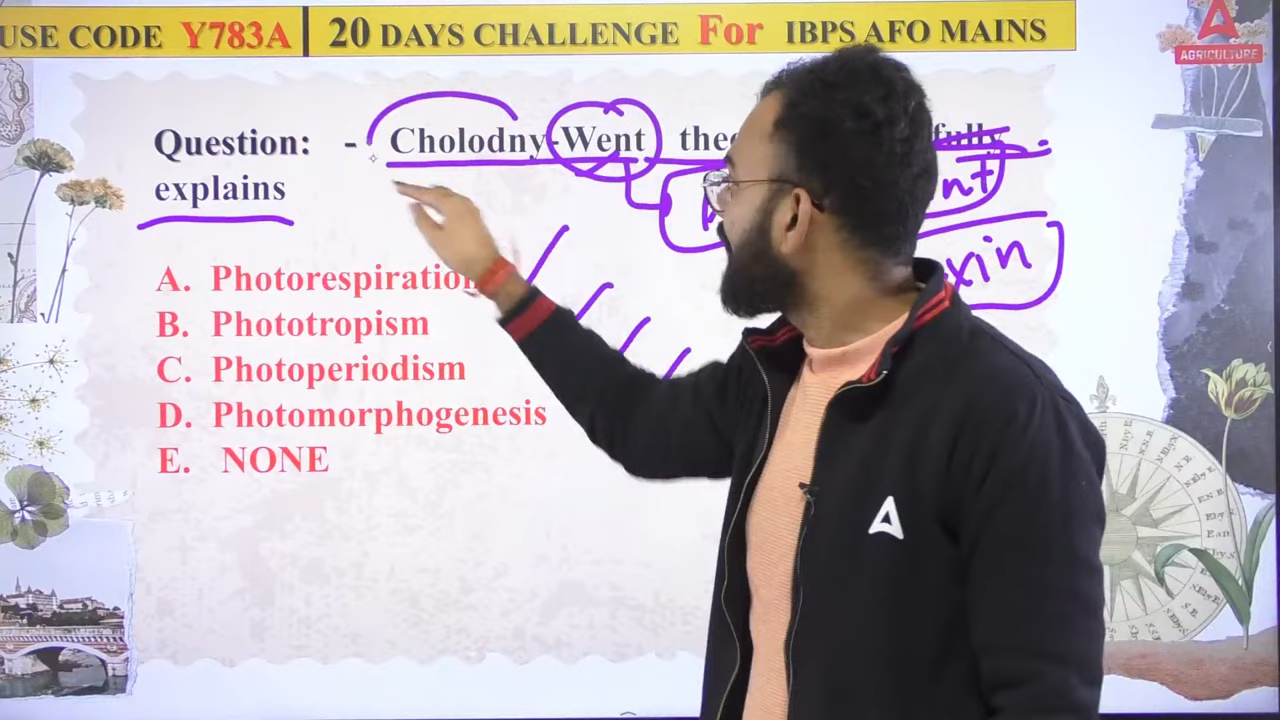 USE CODE Y783A 20 DAYS CHALLENGE For IBPS AFO MAINS
AGRICULTURE
Question: - Cholodny-Went fully
explains
A. Photorespiration
B. Phototropism
C. Photoperiodism
D. Photomorphogenesis
E. NONE